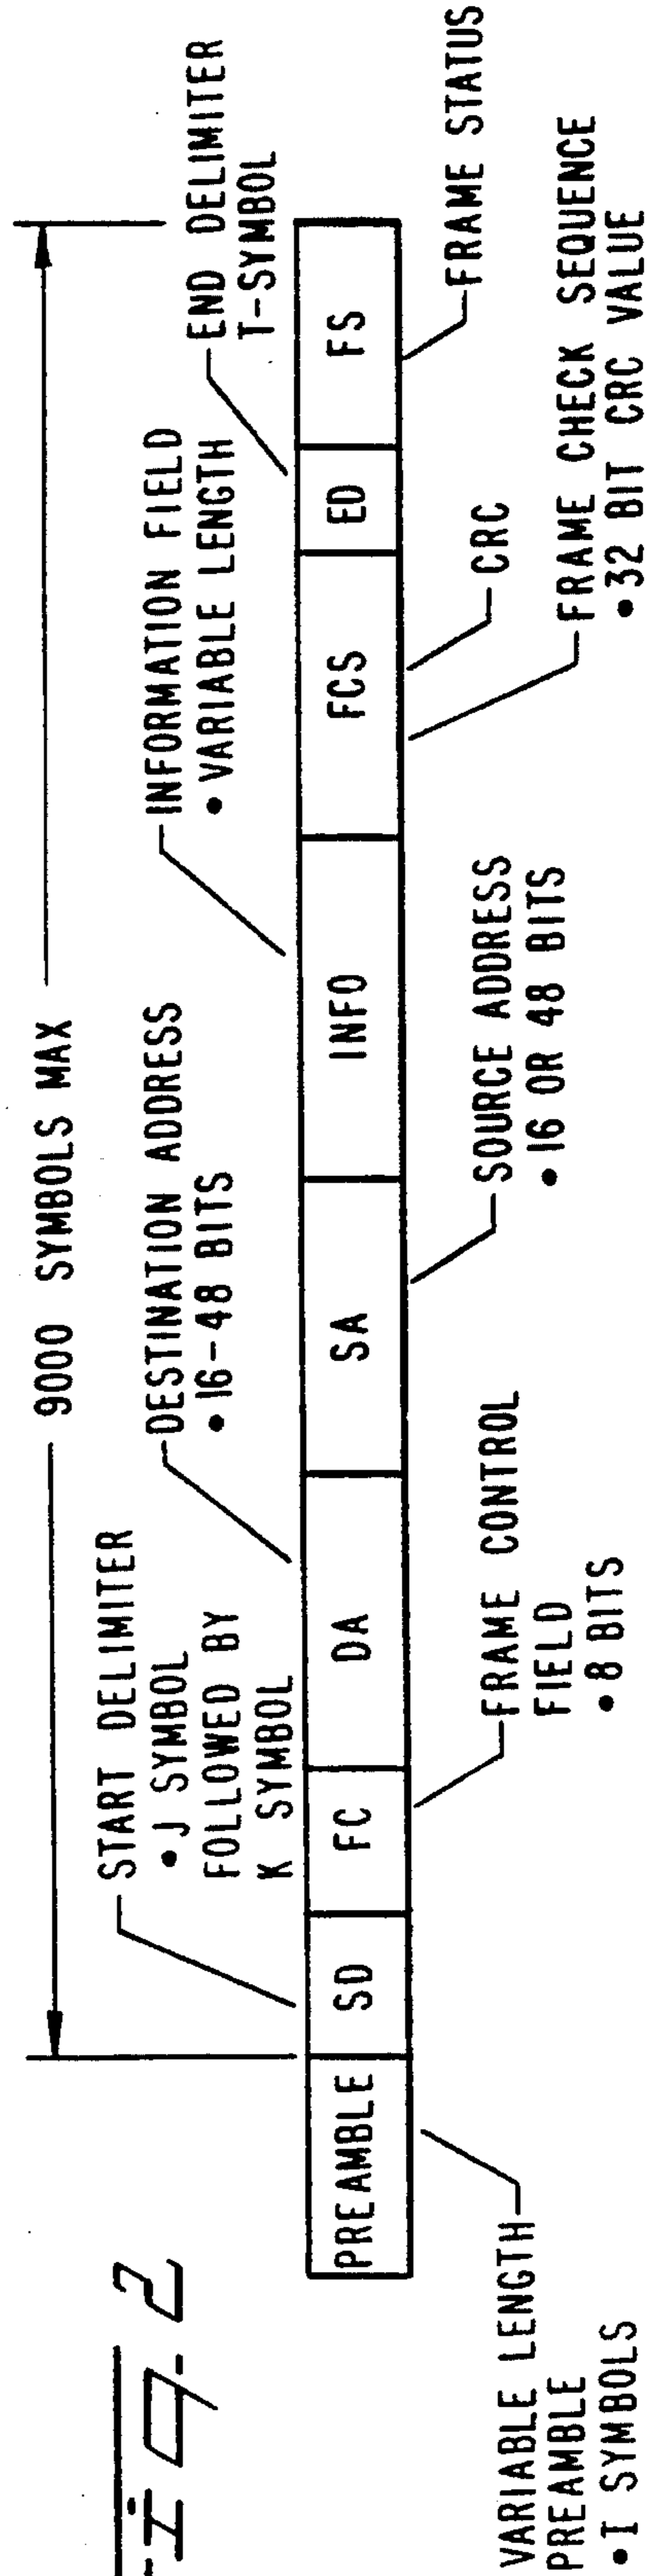 Fig. 2
9000 SYMBOLS MAX
START DELIMITER
• J SYMBOL
FOLLOWED BY
K SYMBOL
DESTINATION ADDRESS
• 16-48 BITS
INFORMATION FIELD
• VARIABLE LENGTH
END DELIMITER
T-SYMBOL
PREAMBLE SD FC DA SA INFO FCS ED FS
VARIABLE LENGTH
PREAMBLE
• I SYMBOLS
FRAME CONTROL
FIELD
• 8 BITS
SOURCE ADDRESS
• 16 OR 48 BITS
CRC
FRAME CHECK SEQUENCE
• 32 BIT CRC VALUE
FRAME STATUS